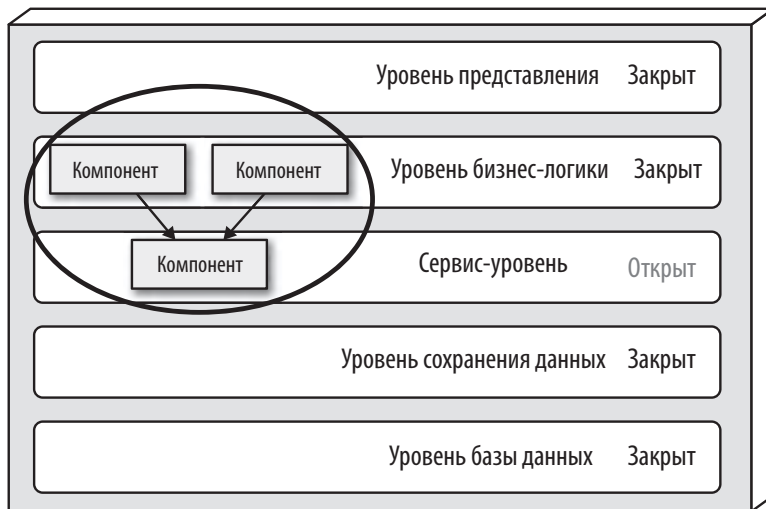 Уровень представления Закрыт
Компонент Компонент Уровень бизнес-логики Закрыт
Компонент Сервис-уровень Открыт
Уровень сохранения данных Закрыт
Уровень базы данных Закрыт